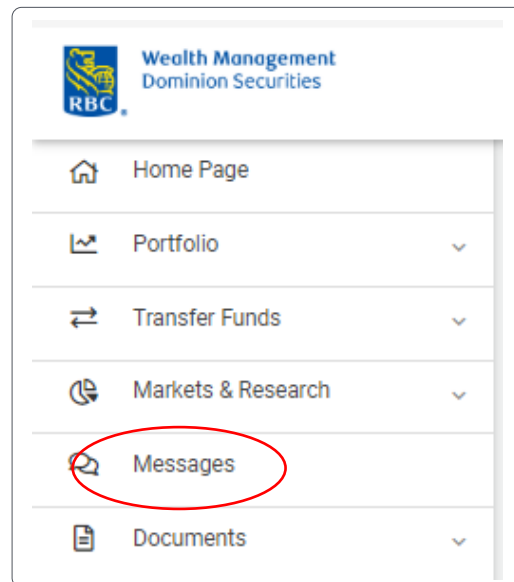 Wealth Management
Dominion Securities
RBC
Home Page
Portfolio
Transfer Funds
Markets & Research
Messages
Documents